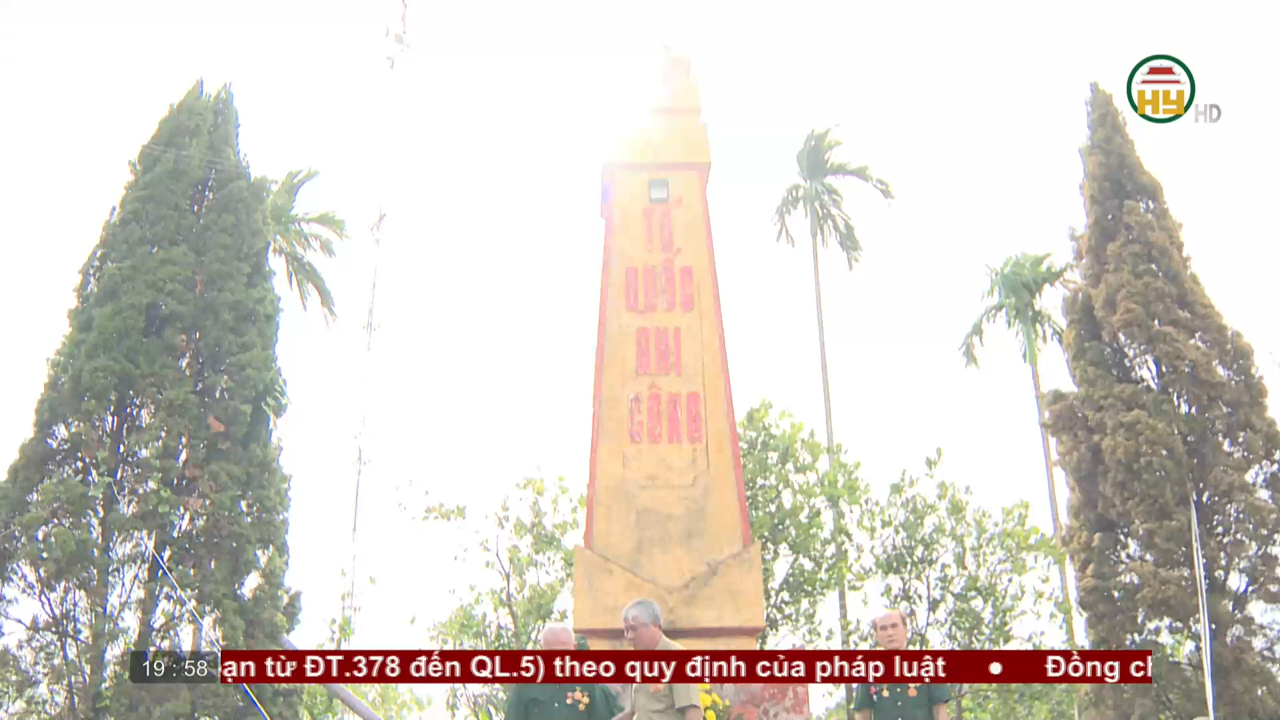 HY
HD
TỔ
QUỐC
GHI
CÔNG
19 : 58
ạn từ ĐT.378 đến QL.5) theo quy định của pháp luật • Đồng ch